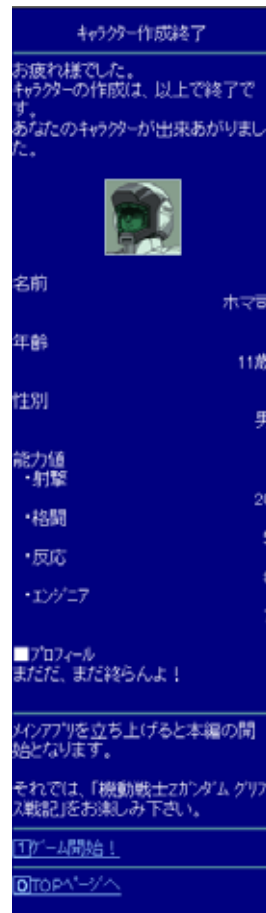 ｷｬﾗｸﾀｰ作成終了
お疲れ様でした。
ｷｬﾗｸﾀｰの作成は、以上で終了で
す。
あなたのｷｬﾗｸﾀｰが出来あがりまし
た。
名前
ホマ司
年齢
11歳
性別
男
能力値
・射撃
・格闘
・反応
・ｴﾝｼﾞﾆｱ
■ﾌﾟﾛﾌｨｰﾙ
まだだ、まだ終らんよ！
ﾒｲﾝｱﾌﾟﾘを立ち上げると本編の開
始となります。
それでは、｢機動戦士Zｶﾞﾝﾀﾞﾑ ｸﾞﾘﾌﾟ
ｽ戦記｣をお楽しみ下さい。
1ｹﾞｰﾑ開始！
0TOPﾍﾟｰｼﾞへ